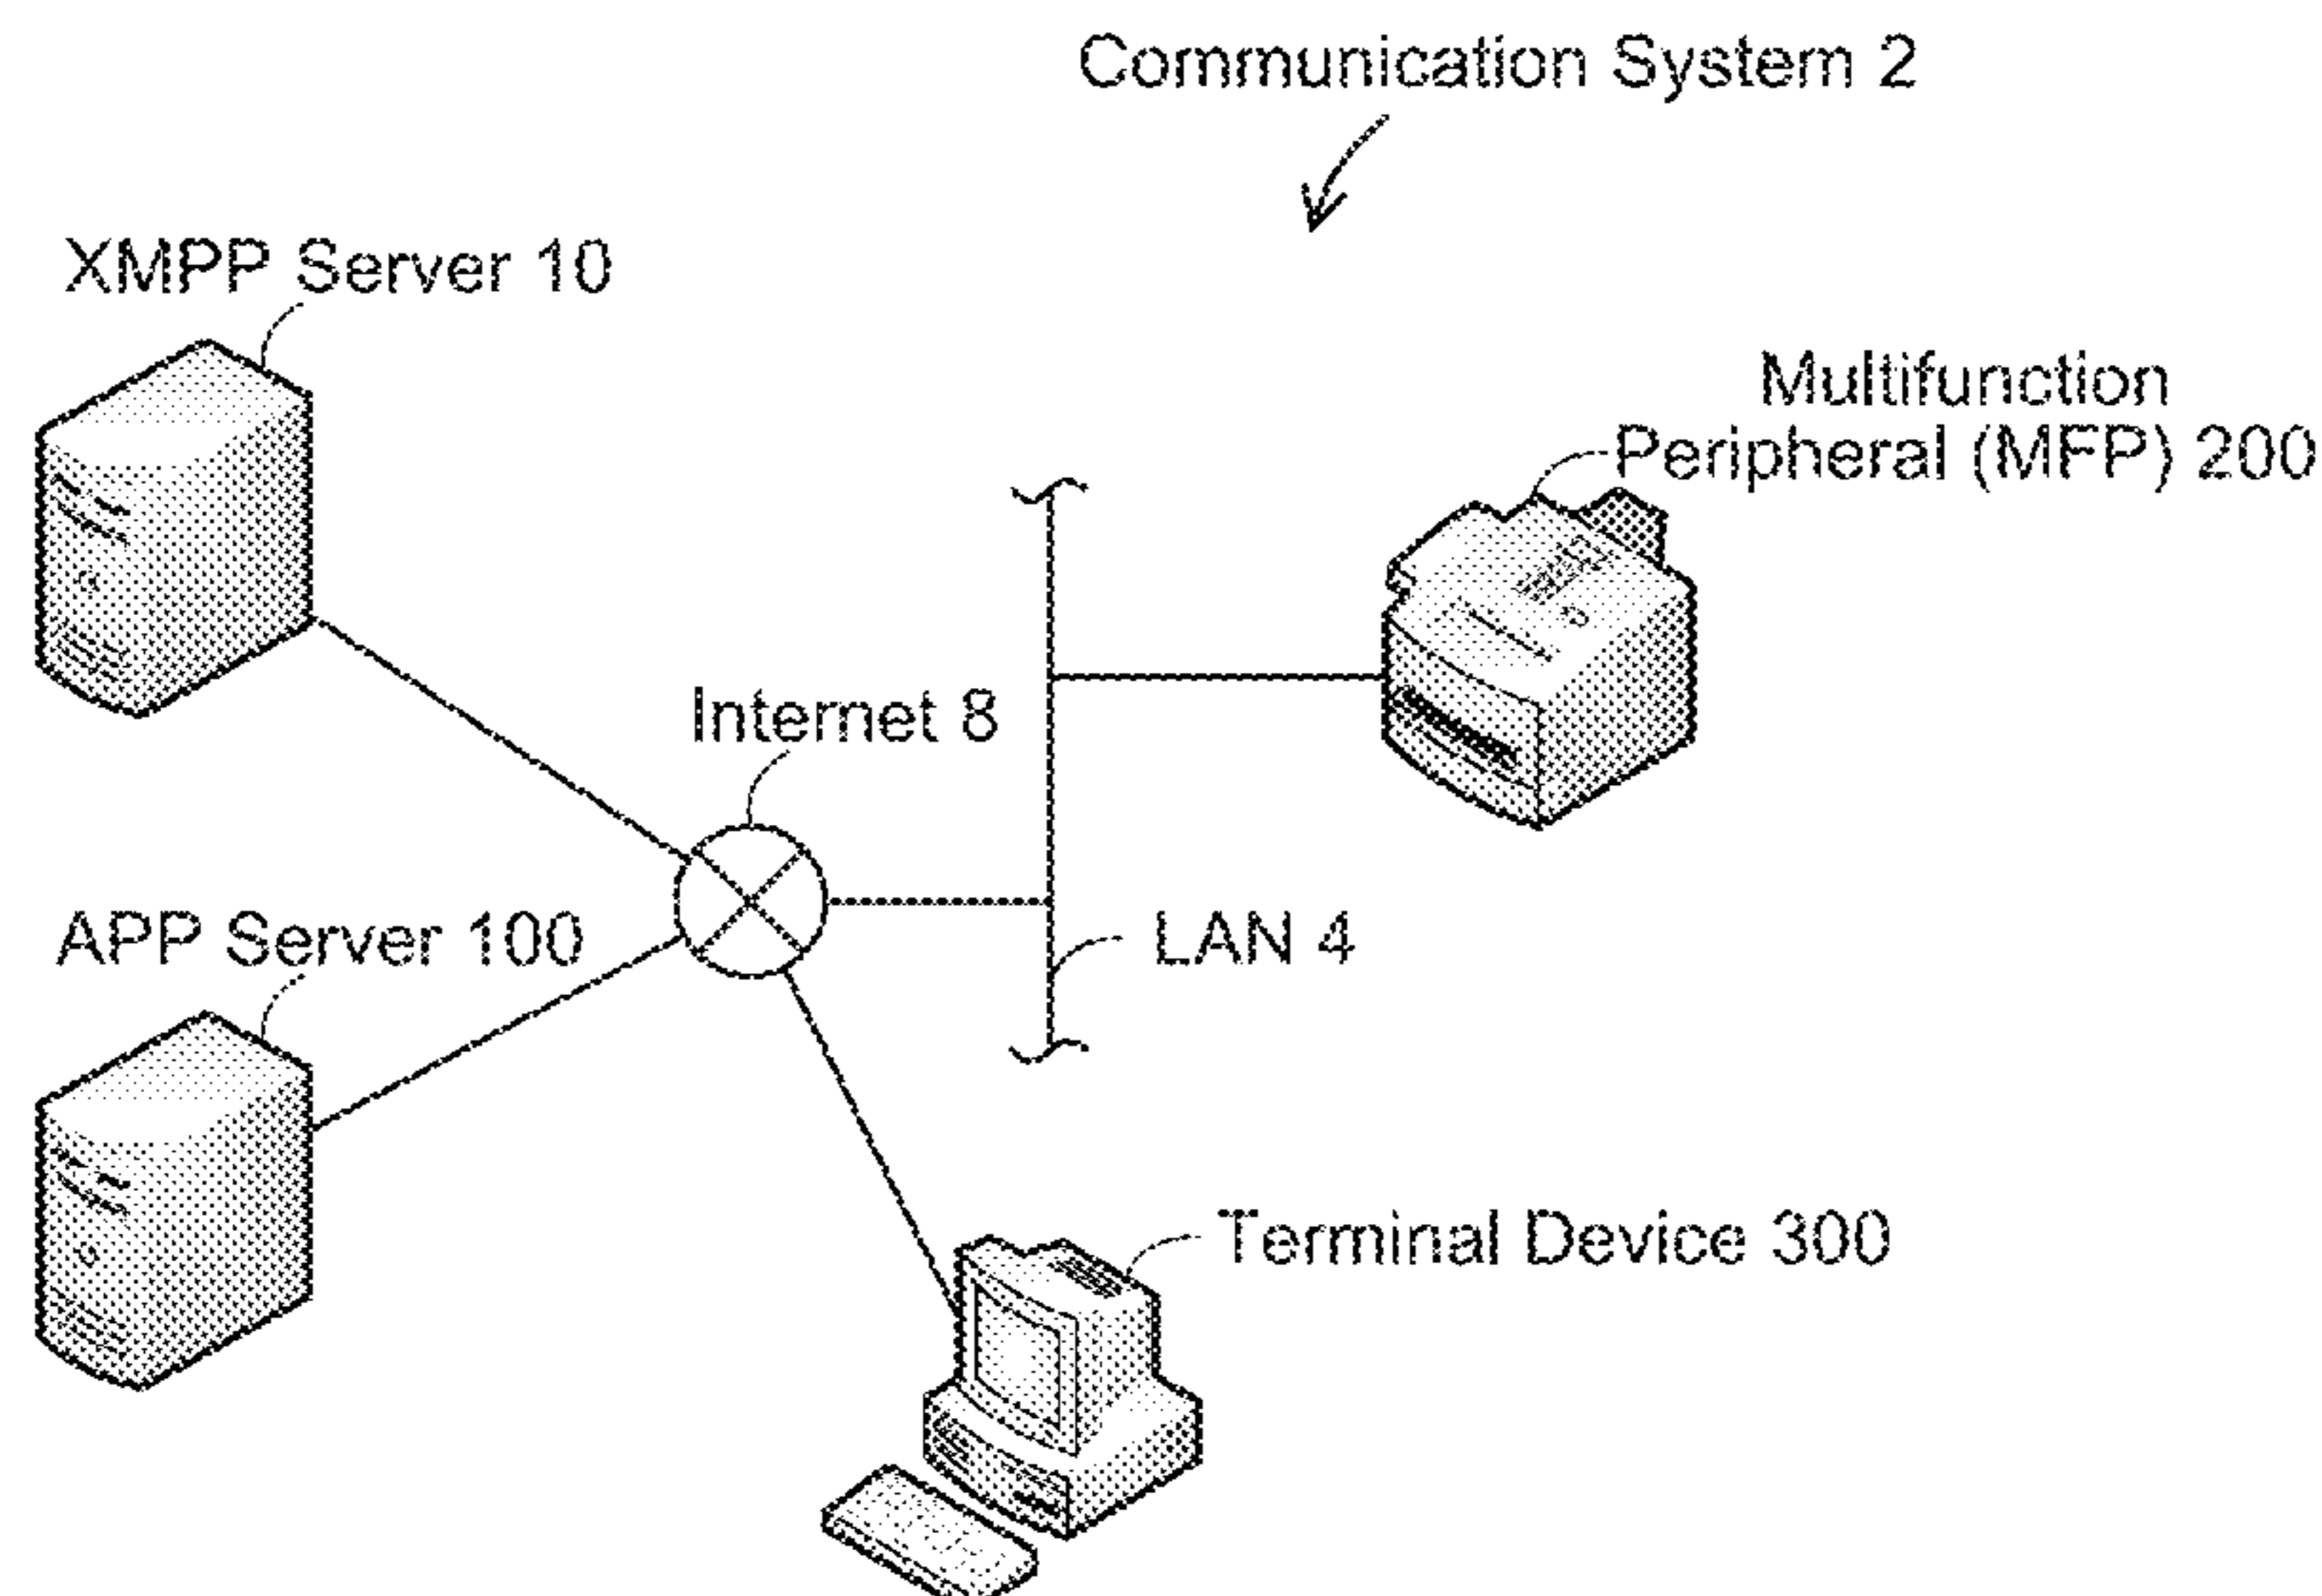 Communication System 2
XMPP Server 10
Multifunction
Peripheral (MFP) 200
Internet 8
APP Server 100
LAN 4
Terminal Device 300